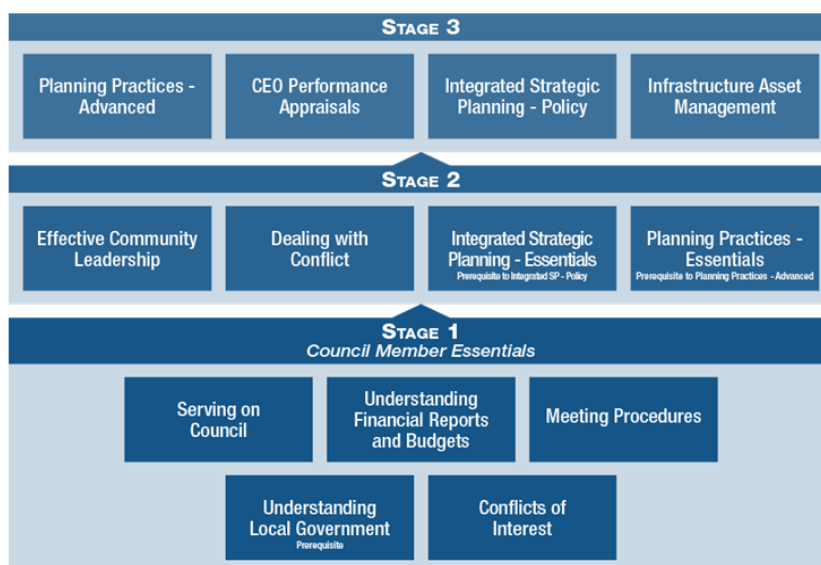 STAGE 3
Planning Practices -
Advanced
CEO Performance
Appraisals
Integrated Strategic
Planning - Policy
Infrastructure Asset
Management
STAGE 2
Effective Community
Leadership
Dealing with
Conflict
Integrated Strategic
Planning - Essentials
Prerequisite to Integrated SP - Policy
Planning Practices -
Essentials
Prerequisite to Planning Practices - Advanced
STAGE 1
Council Member Essentials
Serving on
Council
Understanding
Financial Reports
and Budgets
Meeting Procedures
Understanding
Local Government
Prerequisite
Conflicts of
Interest